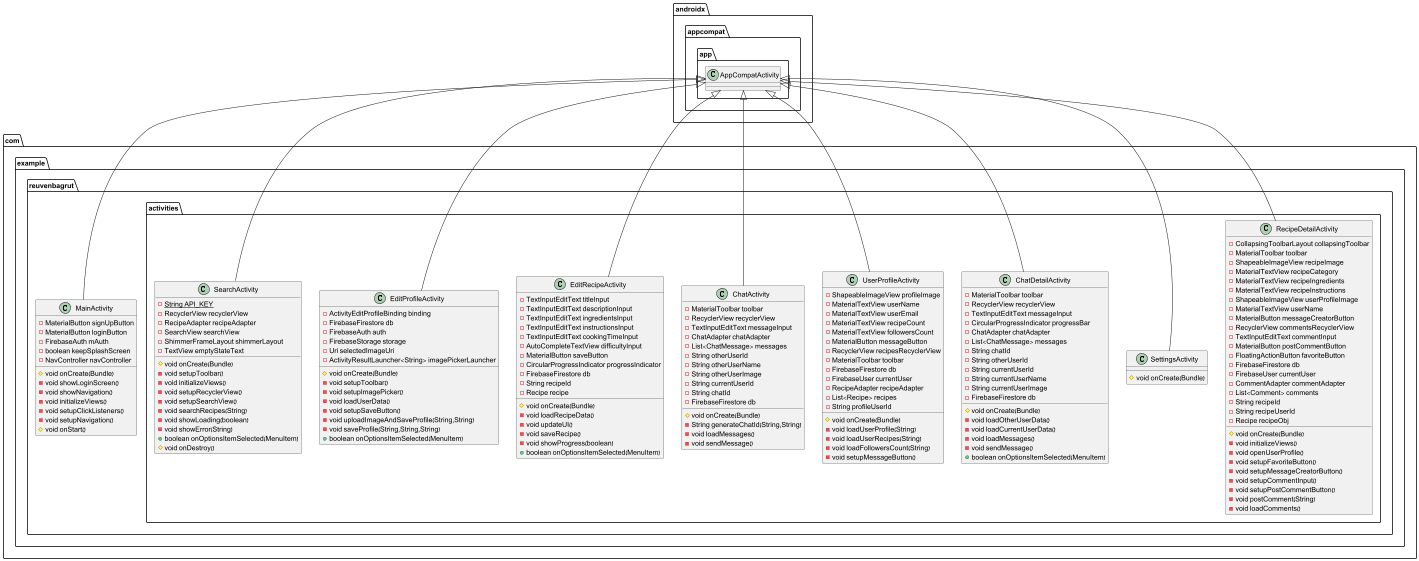 androidx
appcompat
app
AppCompatActivity
com
example
reuvenbagrut
activities
MainActivity
MaterialButton signUpButton
MaterialButton loginButton
FirebaseAuth mAuth
boolean keepSplashScreen
NavController navController
void onCreate(Bundle)
void showLoginScreen()
void showNavigation()
void initializeViews()
void setupClickListeners()
void setupNavigation()
void onStart()
SearchActivity
String API_KEY
RecyclerView recyclerView
RecipeAdapter recipeAdapter
SearchView searchView
ShimmerFrameLayout shimmerLayout
TextView emptyStateText
void onCreate(Bundle)
void setupToolbar()
void initializeViews()
void setupRecyclerView()
void setupSearchView()
void searchRecipes(String)
void showLoading(boolean)
void showError(String)
boolean onOptionsItemSelected(MenuItem)
void onDestroy()
EditProfileActivity
ActivityEditProfileBinding binding
FirebaseFirestore db
FirebaseAuth auth
FirebaseStorage storage
Uri selectedImageUri
ActivityResultLauncher<String> imagePickerLauncher
void onCreate(Bundle)
void setupToolbar()
void setupImagePicker()
void loadUserData()
void setupSaveButton()
void uploadImageAndSaveProfile(String,String)
void saveProfile(String,String,String)
boolean onOptionsItemSelected(MenuItem)
EditRecipeActivity
TextInputEditText titleInput
TextInputEditText descriptionInput
TextInputEditText ingredientsInput
TextInputEditText instructionsInput
TextInputEditText cookingTimeInput
AutoCompleteTextView difficultyInput
MaterialButton saveButton
CircularProgressIndicator progressIndicator
FirebaseFirestore db
String recipeId
Recipe recipe
void onCreate(Bundle)
void loadRecipeData()
void updateUI()
void saveRecipe()
void showProgress(boolean)
boolean onOptionsItemSelected(MenuItem)
ChatActivity
MaterialToolbar toolbar
RecyclerView recyclerView
TextInputEditText messageInput
ChatAdapter chatAdapter
List<ChatMessage> messages
String otherUserId
String otherUserName
String otherUserImage
String currentUserId
String chatId
FirebaseFirestore db
void onCreate(Bundle)
String generateChatId(String,String)
void loadMessages()
void sendMessage()
UserProfileActivity
ShapeableImageView profileImage
MaterialTextView userName
MaterialTextView userEmail
MaterialTextView recipeCount
MaterialTextView followersCount
MaterialButton messageButton
RecyclerView recipesRecyclerView
MaterialToolbar toolbar
FirebaseFirestore db
FirebaseUser currentUser
RecipeAdapter recipeAdapter
List<Recipe> recipes
String profileUserId
void onCreate(Bundle)
void loadUserProfile(String)
void loadUserRecipes(String)
void loadFollowersCount(String)
void setupMessageButton()
ChatDetailActivity
MaterialToolbar toolbar
RecyclerView recyclerView
TextInputEditText messageInput
CircularProgressIndicator progressBar
ChatAdapter chatAdapter
List<ChatMessage> messages
String chatId
String otherUserId
String currentUserId
String currentUserName
String currentUserImage
FirebaseFirestore db
void onCreate(Bundle)
void loadOtherUserData()
void loadCurrentUserData()
void loadMessages()
void sendMessage()
boolean onOptionsItemSelected(MenuItem)
SettingsActivity
void onCreate(Bundle)
RecipeDetailActivity
CollapsingToolbarLayout collapsingToolbar
MaterialToolbar toolbar
ShapeableImageView recipeImage
MaterialTextView recipeCategory
MaterialTextView recipeIngredients
MaterialTextView recipeInstructions
ShapeableImageView userProfileImage
MaterialTextView userName
MaterialButton messageCreatorButton
RecyclerView commentsRecyclerView
TextInputEditText commentInput
MaterialButton postCommentButton
FloatingActionButton favoriteButton
FirebaseFirestore db
FirebaseUser currentUser
CommentAdapter commentAdapter
List<Comment> comments
String recipeId
String recipeUserId
Recipe recipeObj
void onCreate(Bundle)
void initializeViews()
void openUserProfile()
void setupFavoriteButton()
void setupMessageCreatorButton()
void setupCommentInput()
void setupPostCommentButton()
void postComment(String)
void loadComments()